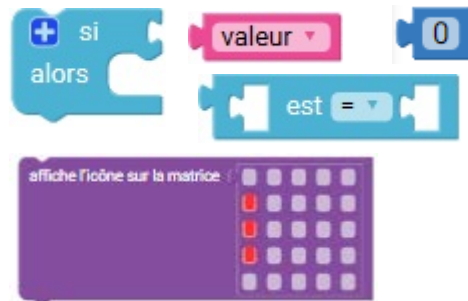 si
alors
valeur
0
est = 
affiche l'icône sur la matrice